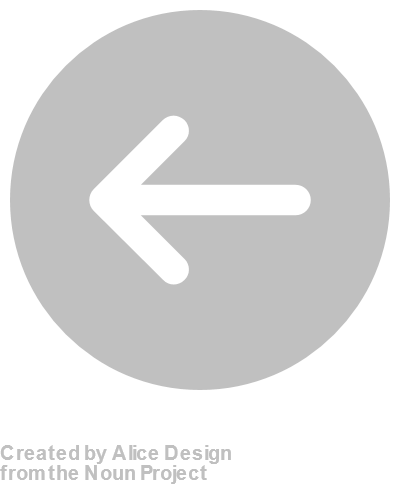 Created by Alice Design
from the Noun Project